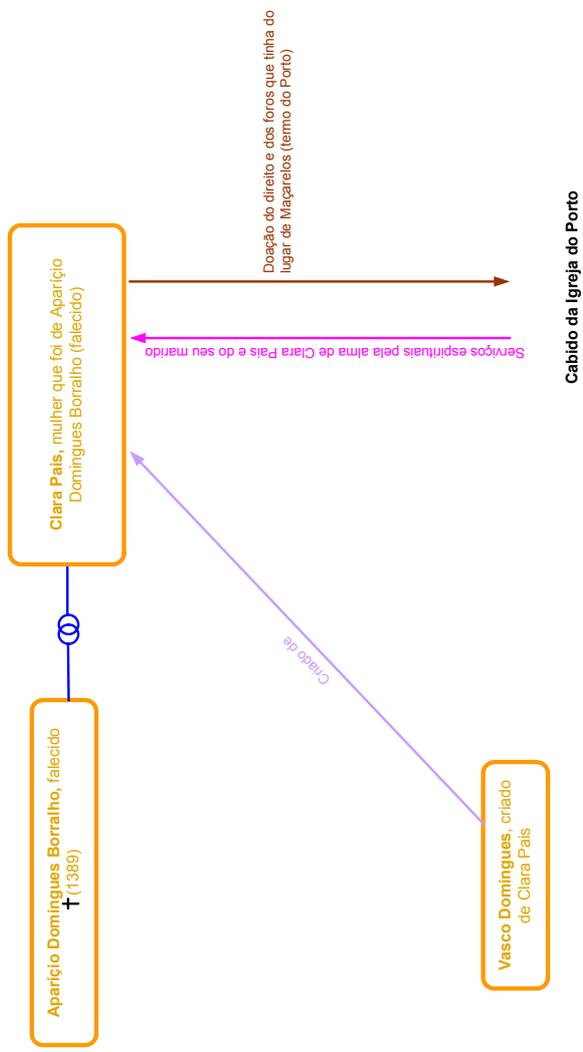 Aparíçio Domingues Borralho, falecido
✝(1389)
Clara Pais, mulher que foi de Aparíçio
Domingues Borralho (falecido)
Doação do direito e dos foros que tinha do
lugar de Maçarelos (termo do Porto)
Serviços espirituais pela alma de Clara Pais e do seu marido
Criado de
Vasco Domingues, criado
de Clara Pais
Cabido da Igreja do Porto